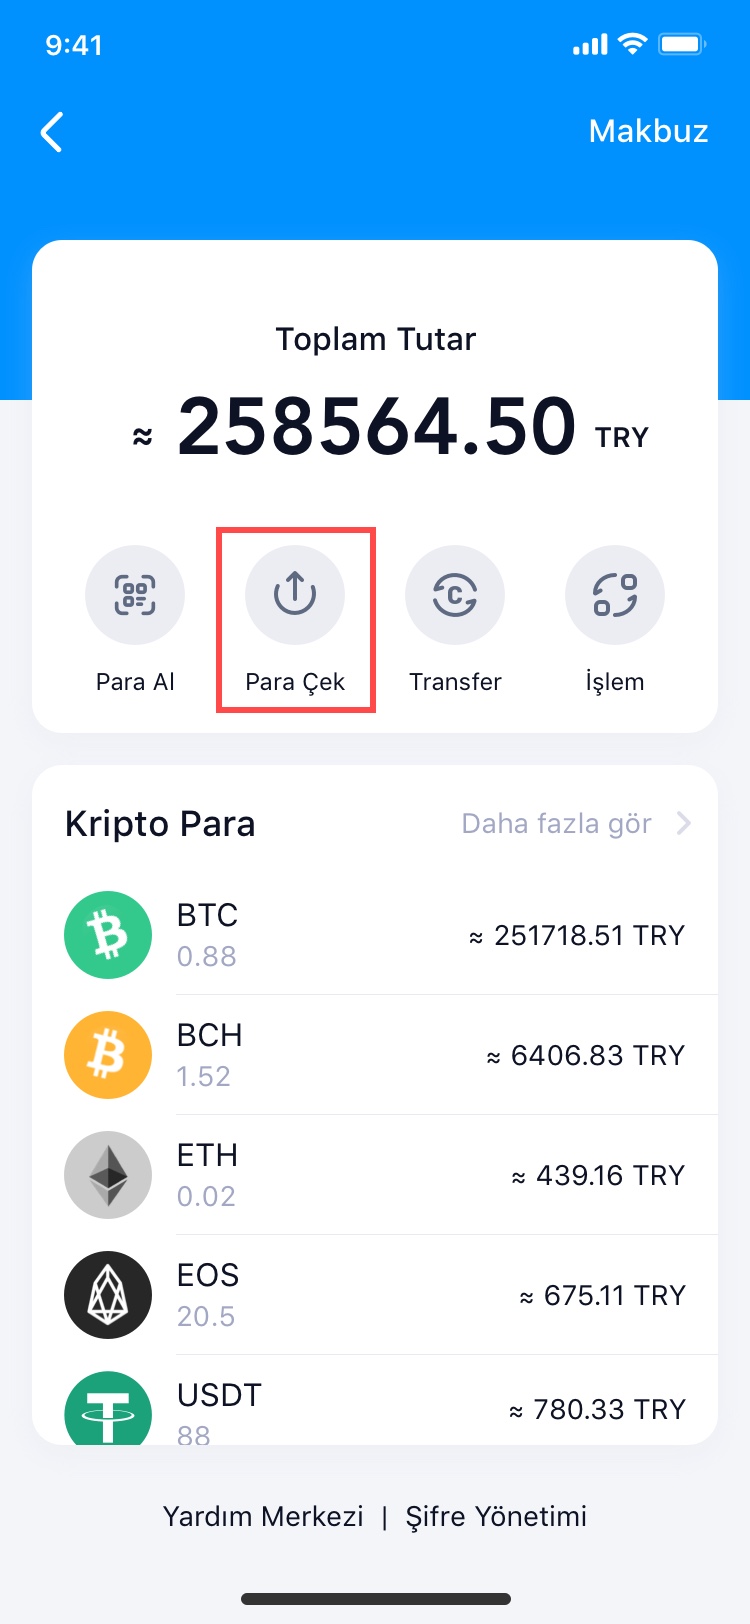 9:41
Makbuz
Toplam Tutar
≈ 258564.50 TRY
Para Al
Para Çek
Transfer
İşlem
Kripto Para
Daha fazla gör
BTC
0.88
≈ 251718.51 TRY
BCH
1.52
≈ 6406.83 TRY
ETH
0.02
≈ 439.16 TRY
EOS
20.5
≈ 675.11 TRY
USDT
88
≈ 780.33 TRY
Yardım Merkezi | Şifre Yönetimi